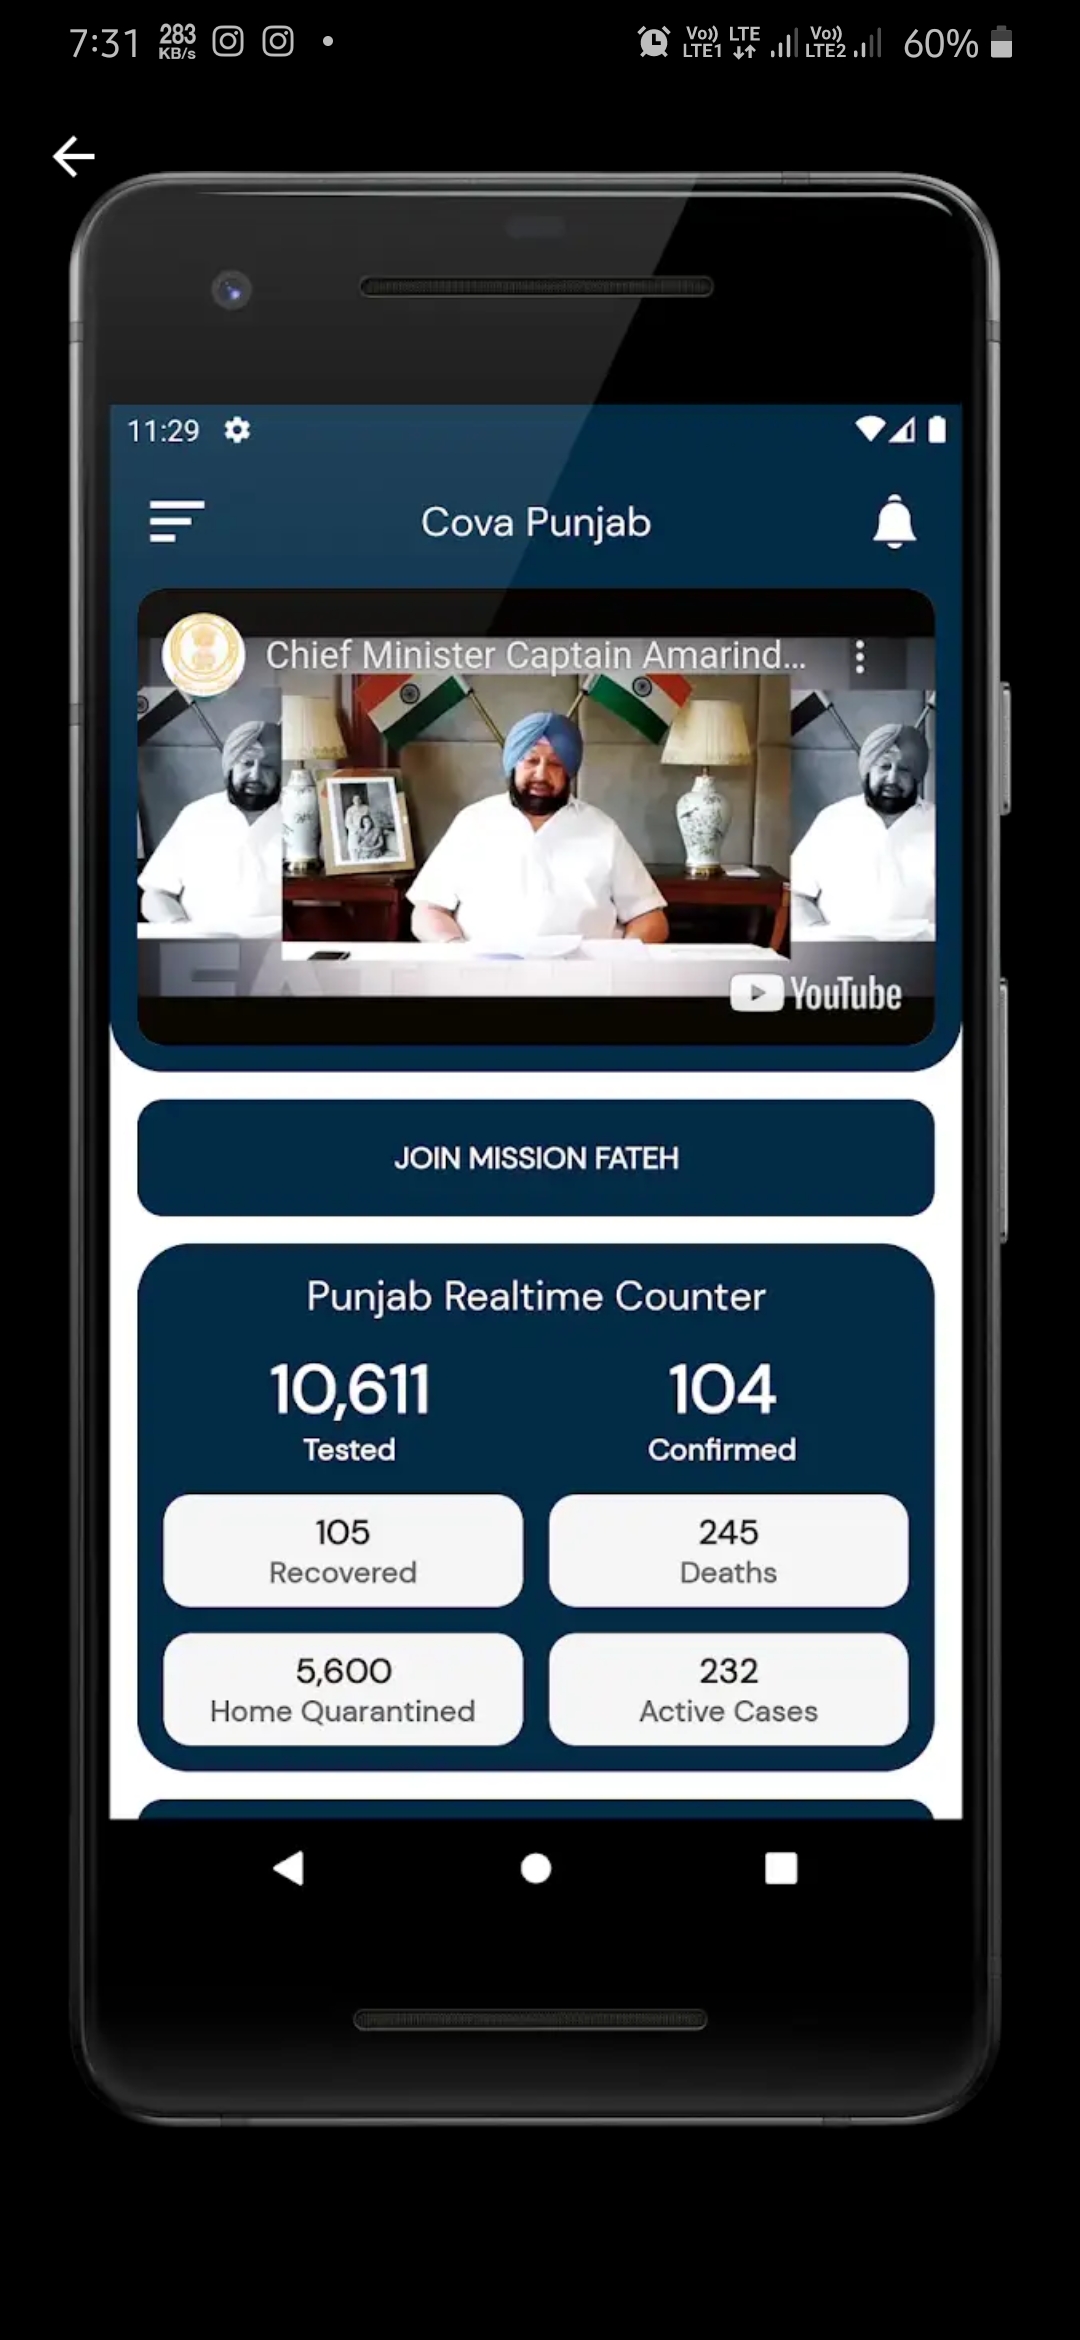 7:31 283 KB/s Vo)) LTE1 LTE Vo)) LTE2 60%
11:29
Cova Punjab
Chief Minister Captain Amarind...
YouTube
JOIN MISSION FATEH
Punjab Realtime Counter
10,611 104
Tested Confirmed
105 245
Recovered Deaths
5,600 232
Home Quarantined Active Cases